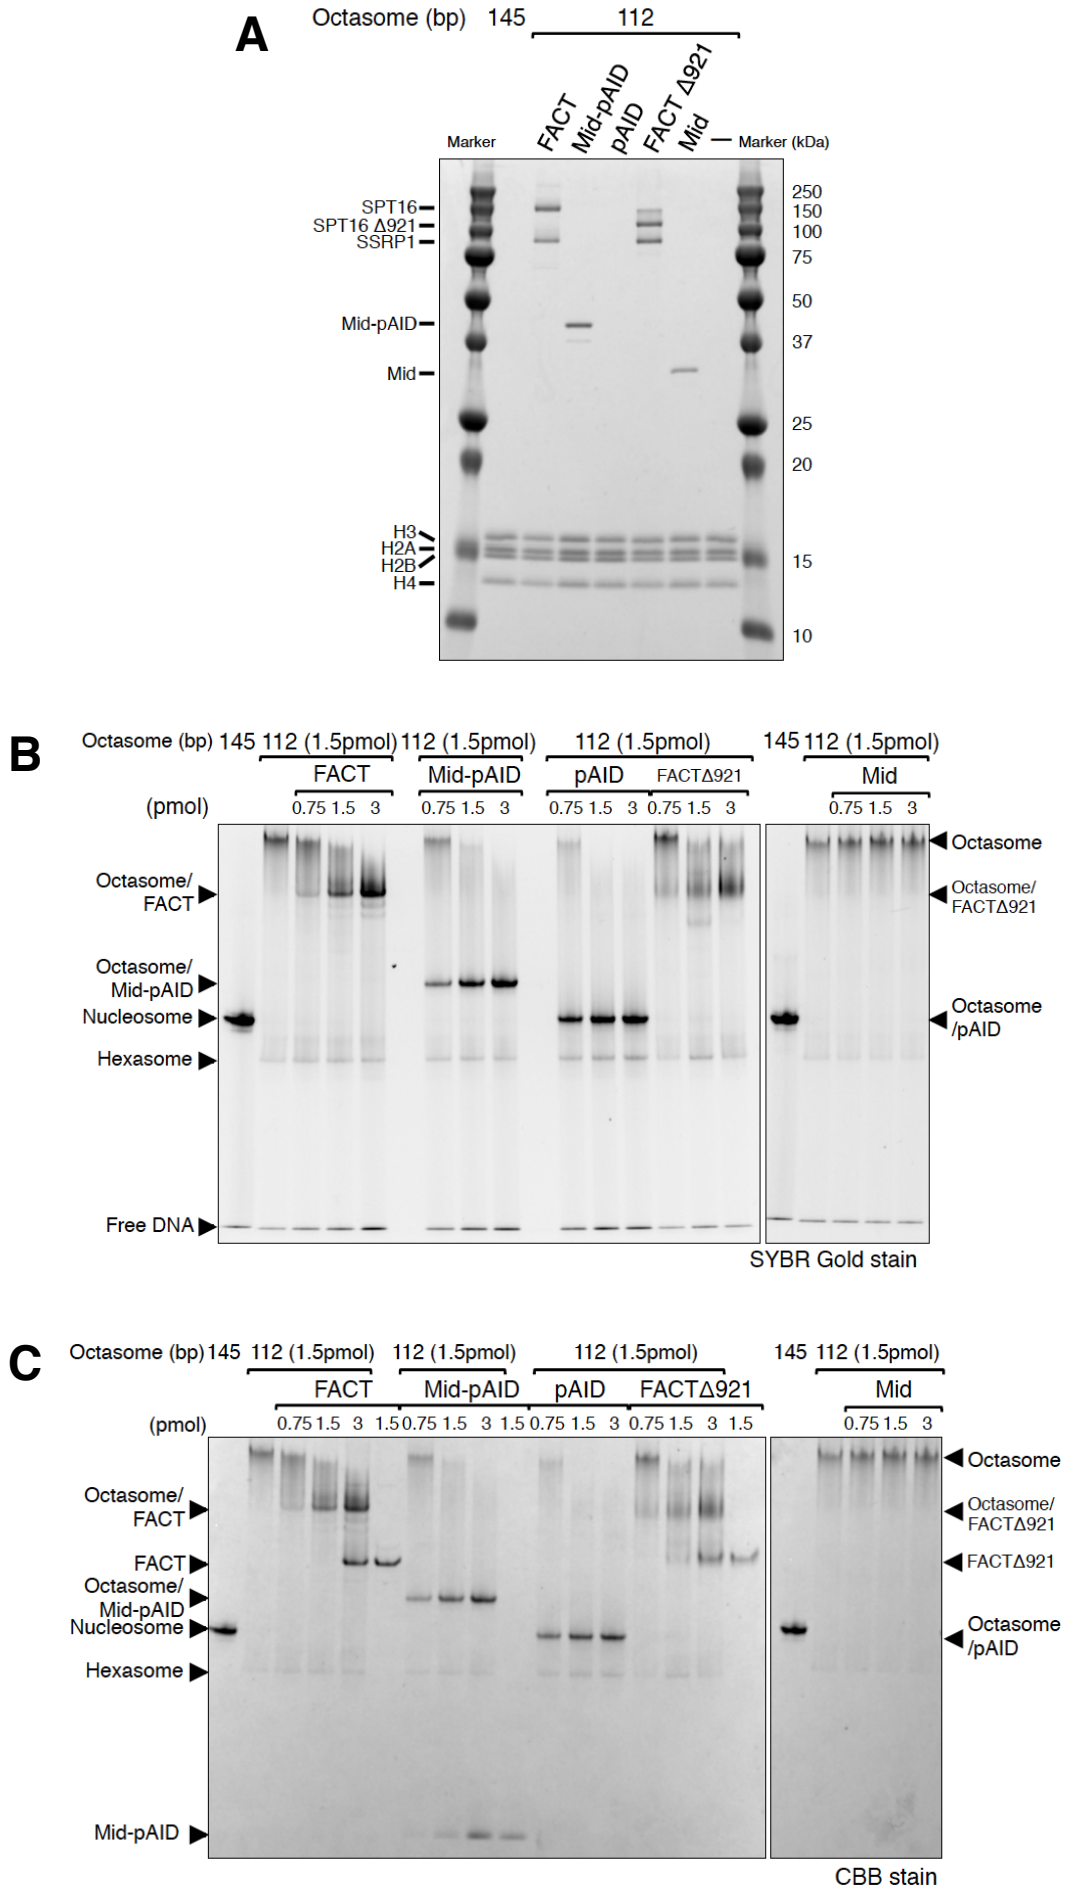 A
Octasome (bp) 145 112
FACT
Mid-pAID
pAID
FACT Δ921
Mid
—
Marker
Marker (kDa)
SPT16
SPT16 Δ921
SSRP1
Mid-pAID
Mid
H3
H2A
H2B
H4
250
150
100
75
50
37
25
20
15
10
B
Octasome (bp) 145 112 (1.5pmol) 112 (1.5pmol) 112 (1.5pmol) 145 112 (1.5pmol)
FACT Mid-pAID pAID FACTΔ921 Mid
(pmol) 0.75 1.5 3 0.75 1.5 3 0.75 1.5 3 0.75 1.5 3 0.75 1.5 3
Octasome/
FACT
Octasome/
Mid-pAID
Nucleosome
Hexasome
Free DNA
Octasome
Octasome/
FACTΔ921
Octasome
/pAID
SYBR Gold stain
C
Octasome (bp) 145 112 (1.5pmol) 112 (1.5pmol) 112 (1.5pmol) 145 112 (1.5pmol)
FACT Mid-pAID pAID FACTΔ921 Mid
(pmol) 0.75 1.5 3 1.5 0.75 1.5 3 1.5 0.75 1.5 3 0.75 1.5 3 1.5 0.75 1.5 3
Octasome/
FACT
FACT
Octasome/
Mid-pAID
Nucleosome
Hexasome
Mid-pAID
Octasome
Octasome/
FACTΔ921
FACTΔ921
Octasome
/pAID
CBB stain